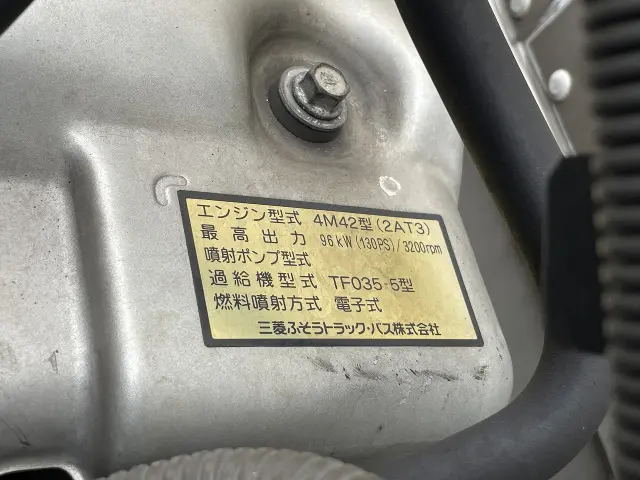 エンジン型式 4M42型(2AT3)
最高出力 96kW(130PS)/3200rpm
噴射ポンプ型式
過給機型式 TF035-5型
燃料噴射方式 電子式
三菱ふそうトラック・バス株式会社